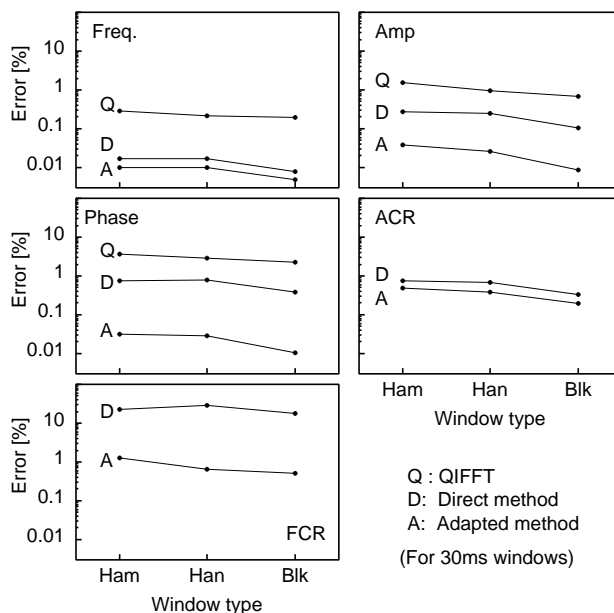 Freq.
Error [%]
10
1
0.1
0.01
Q
D
A
Amp
Q
D
A
Phase
Error [%]
10
1
0.1
0.01
Q
D
A
ACR
D
A
Ham Han Blk
Window type
Error [%]
10
1
0.1
0.01
D
A
FCR
Ham Han Blk
Window type
Q : QIFFT
D: Direct method
A: Adapted method
(For 30ms windows)